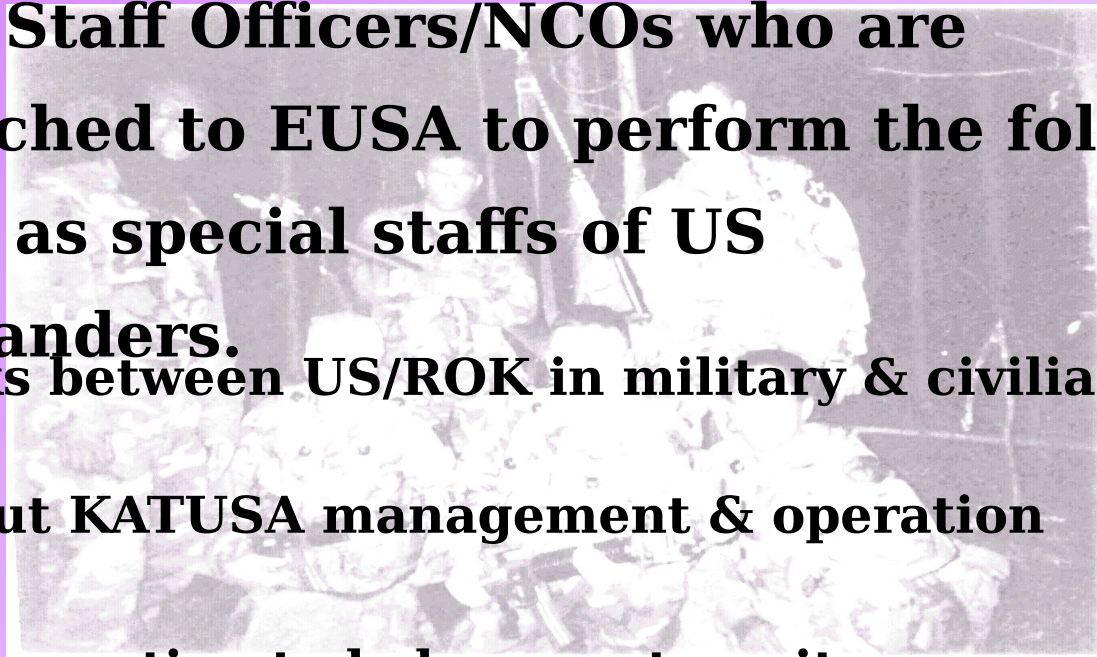 Staff Officers/NCOs who are
ched to EUSA to perform the fol
as special staffs of US
anders.
s between US/ROK in military & civilia
ut KATUSA management & operation